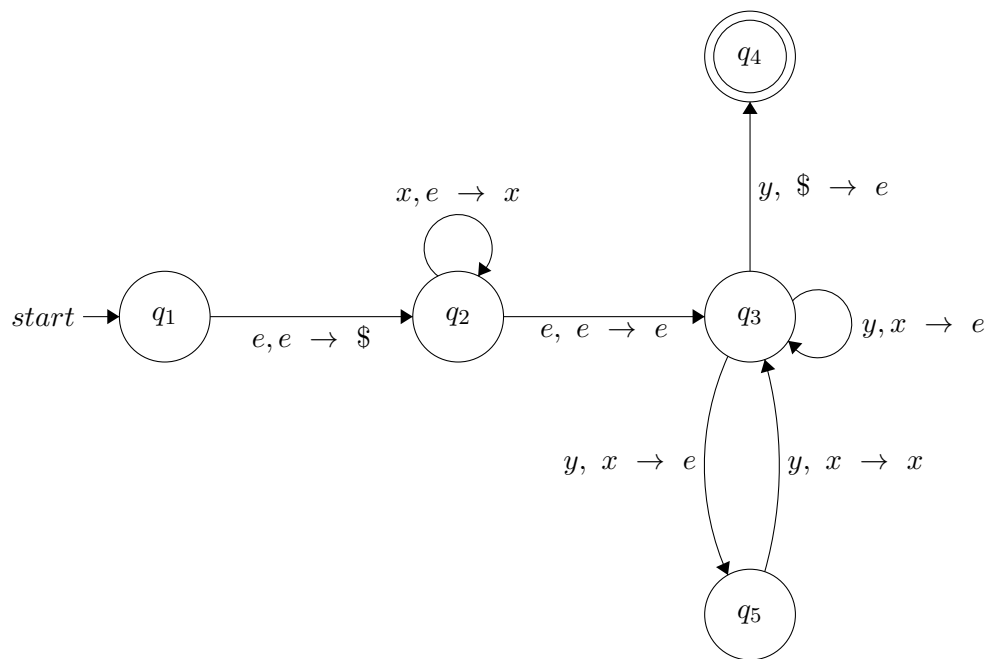 q4
y, $ → e
x, e → x
start
q1
e, e → $
q2
e, e → e
q3
y, x → e
y, x → e
y, x → x
q5